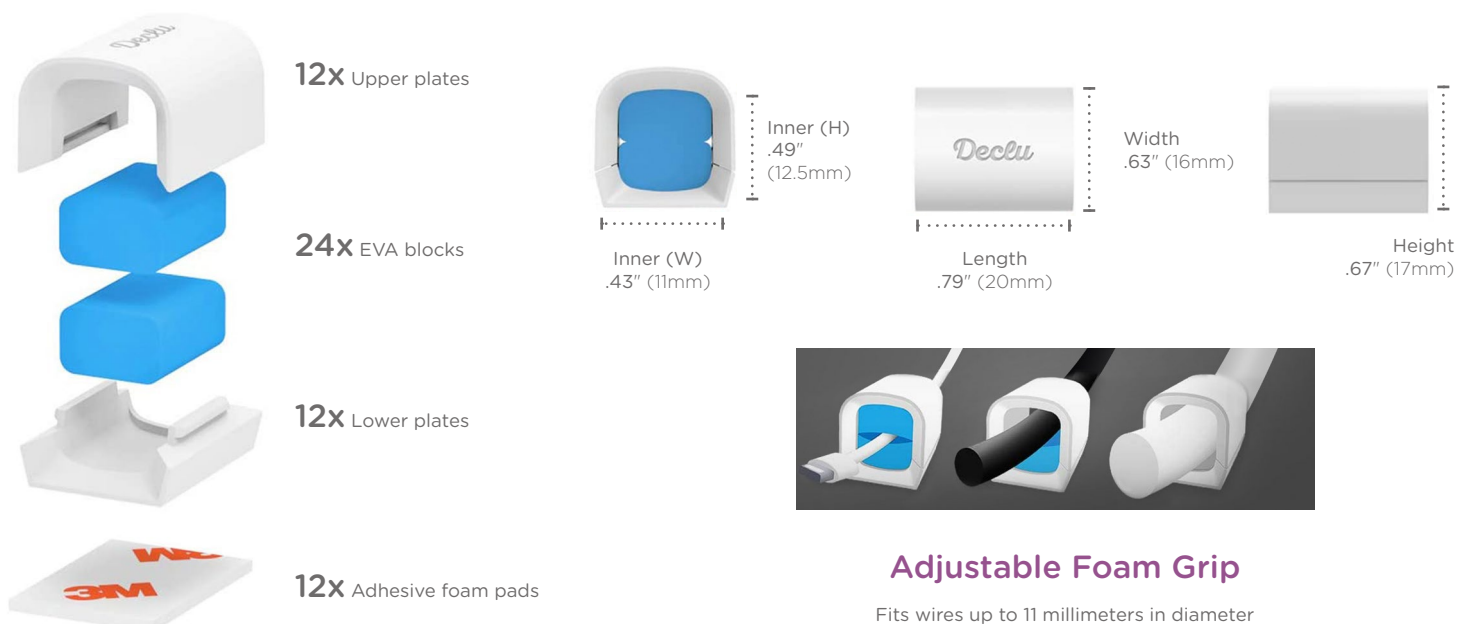 Declu
12x Upper plates
24x EVA blocks
12x Lower plates
3M
3M
12x Adhesive foam pads
Inner (H)
.49"
(12.5mm)
Inner (W)
.43" (11mm)
Declu
Length
.79" (20mm)
Width
.63" (16mm)
Height
.67" (17mm)
Adjustable Foam Grip
Fits wires up to 11 millimeters in diameter